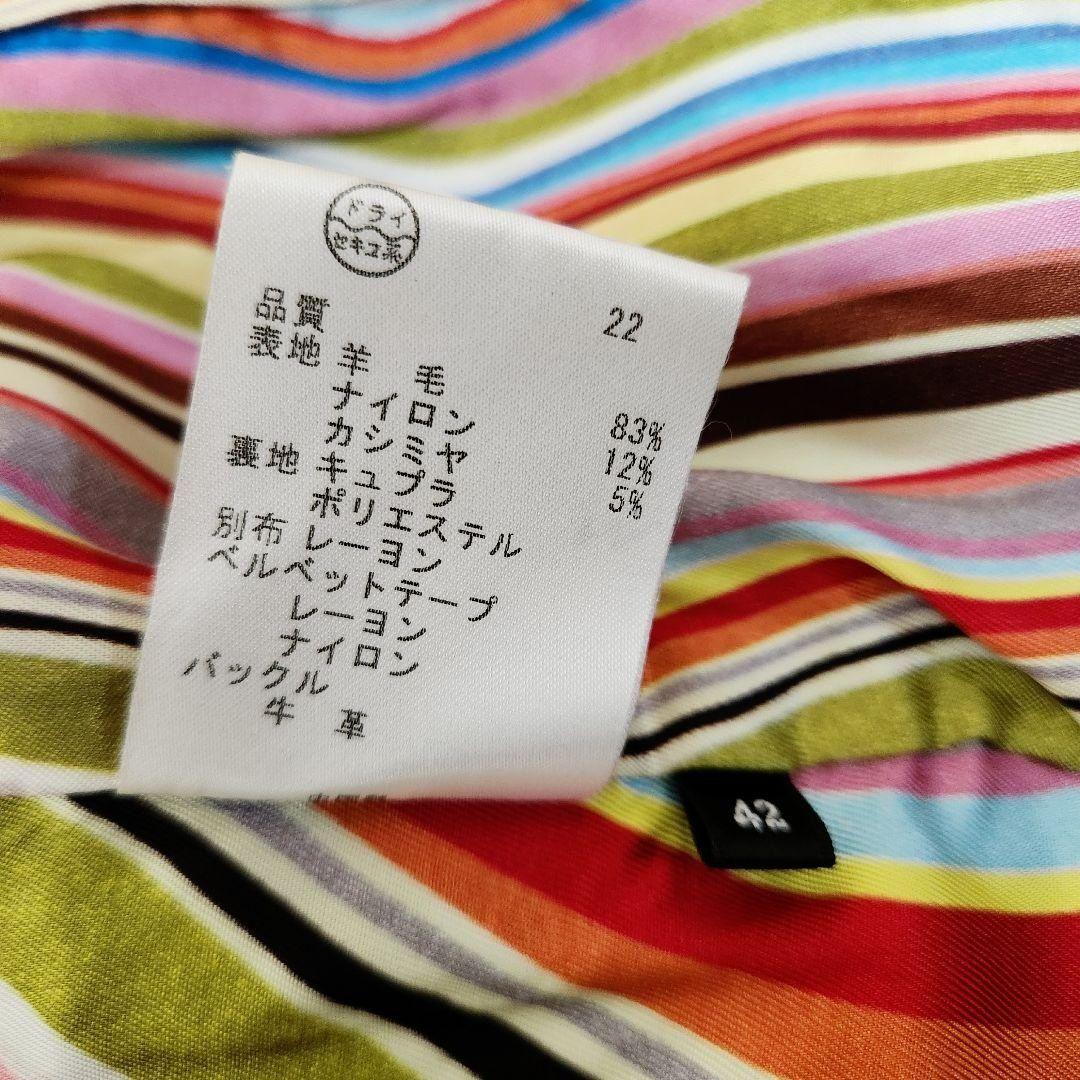 ドライ
セキユ系
品質 22
表地 羊 毛 83%
ナイロン 12%
カシミヤ 5%
裏地 キュプラ
ポリエステル
別布 レーヨン
ベルベットテープ
レーヨン
ナイロン
バックル
牛 革
42